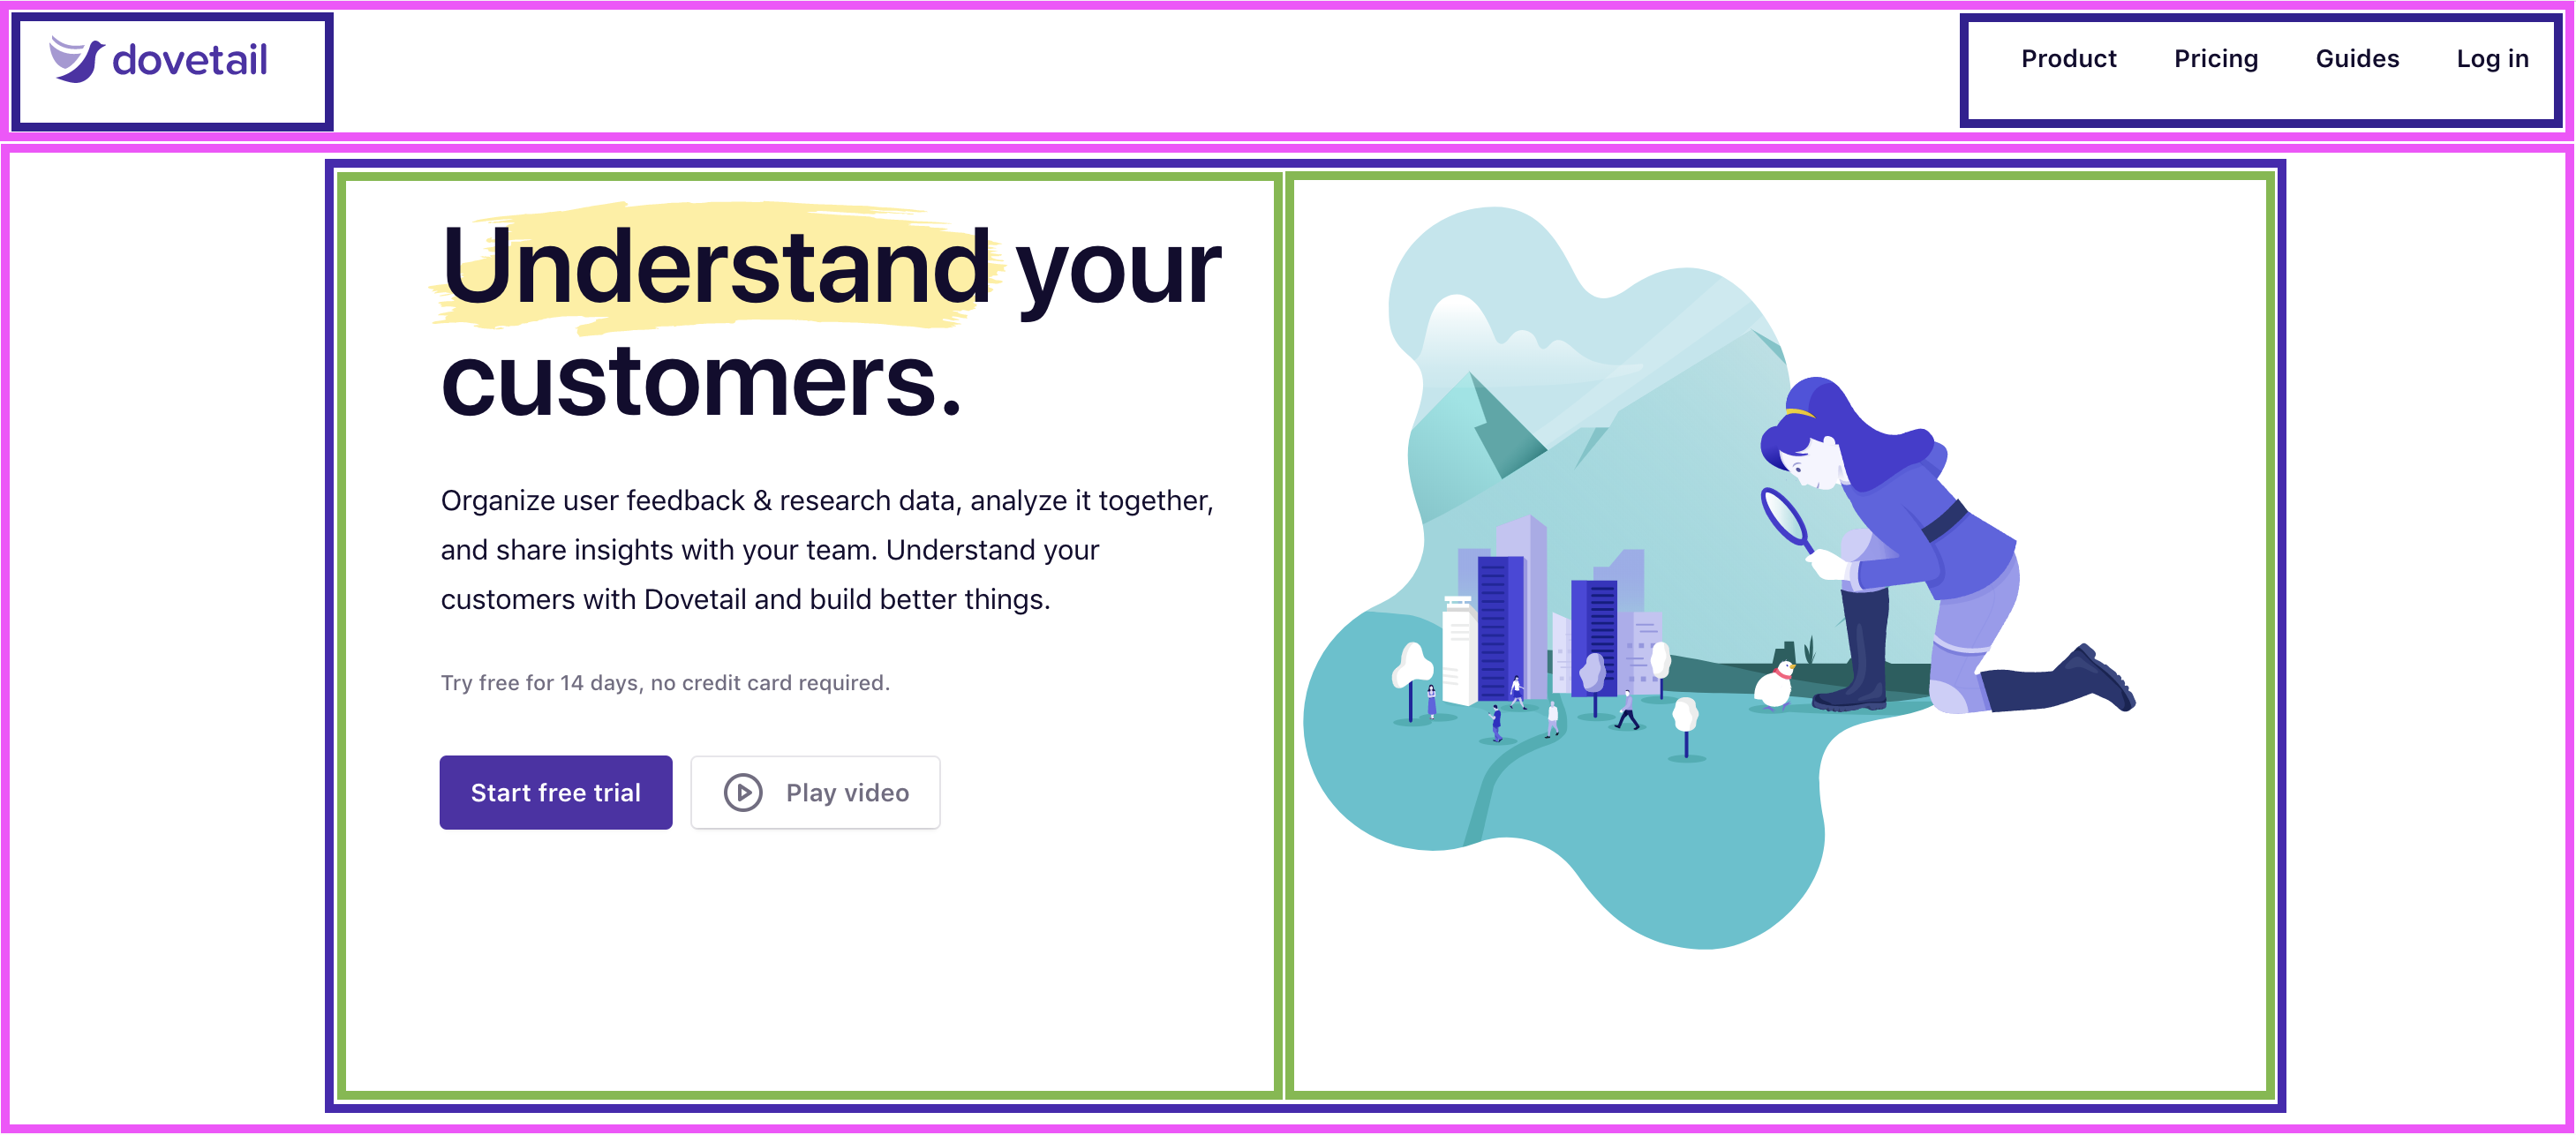 dovetail
Product Pricing Guides Log in
Understand your
customers.
Organize user feedback & research data, analyze it together,
and share insights with your team. Understand your
customers with Dovetail and build better things.
Try free for 14 days, no credit card required.
Start free trial
Play video